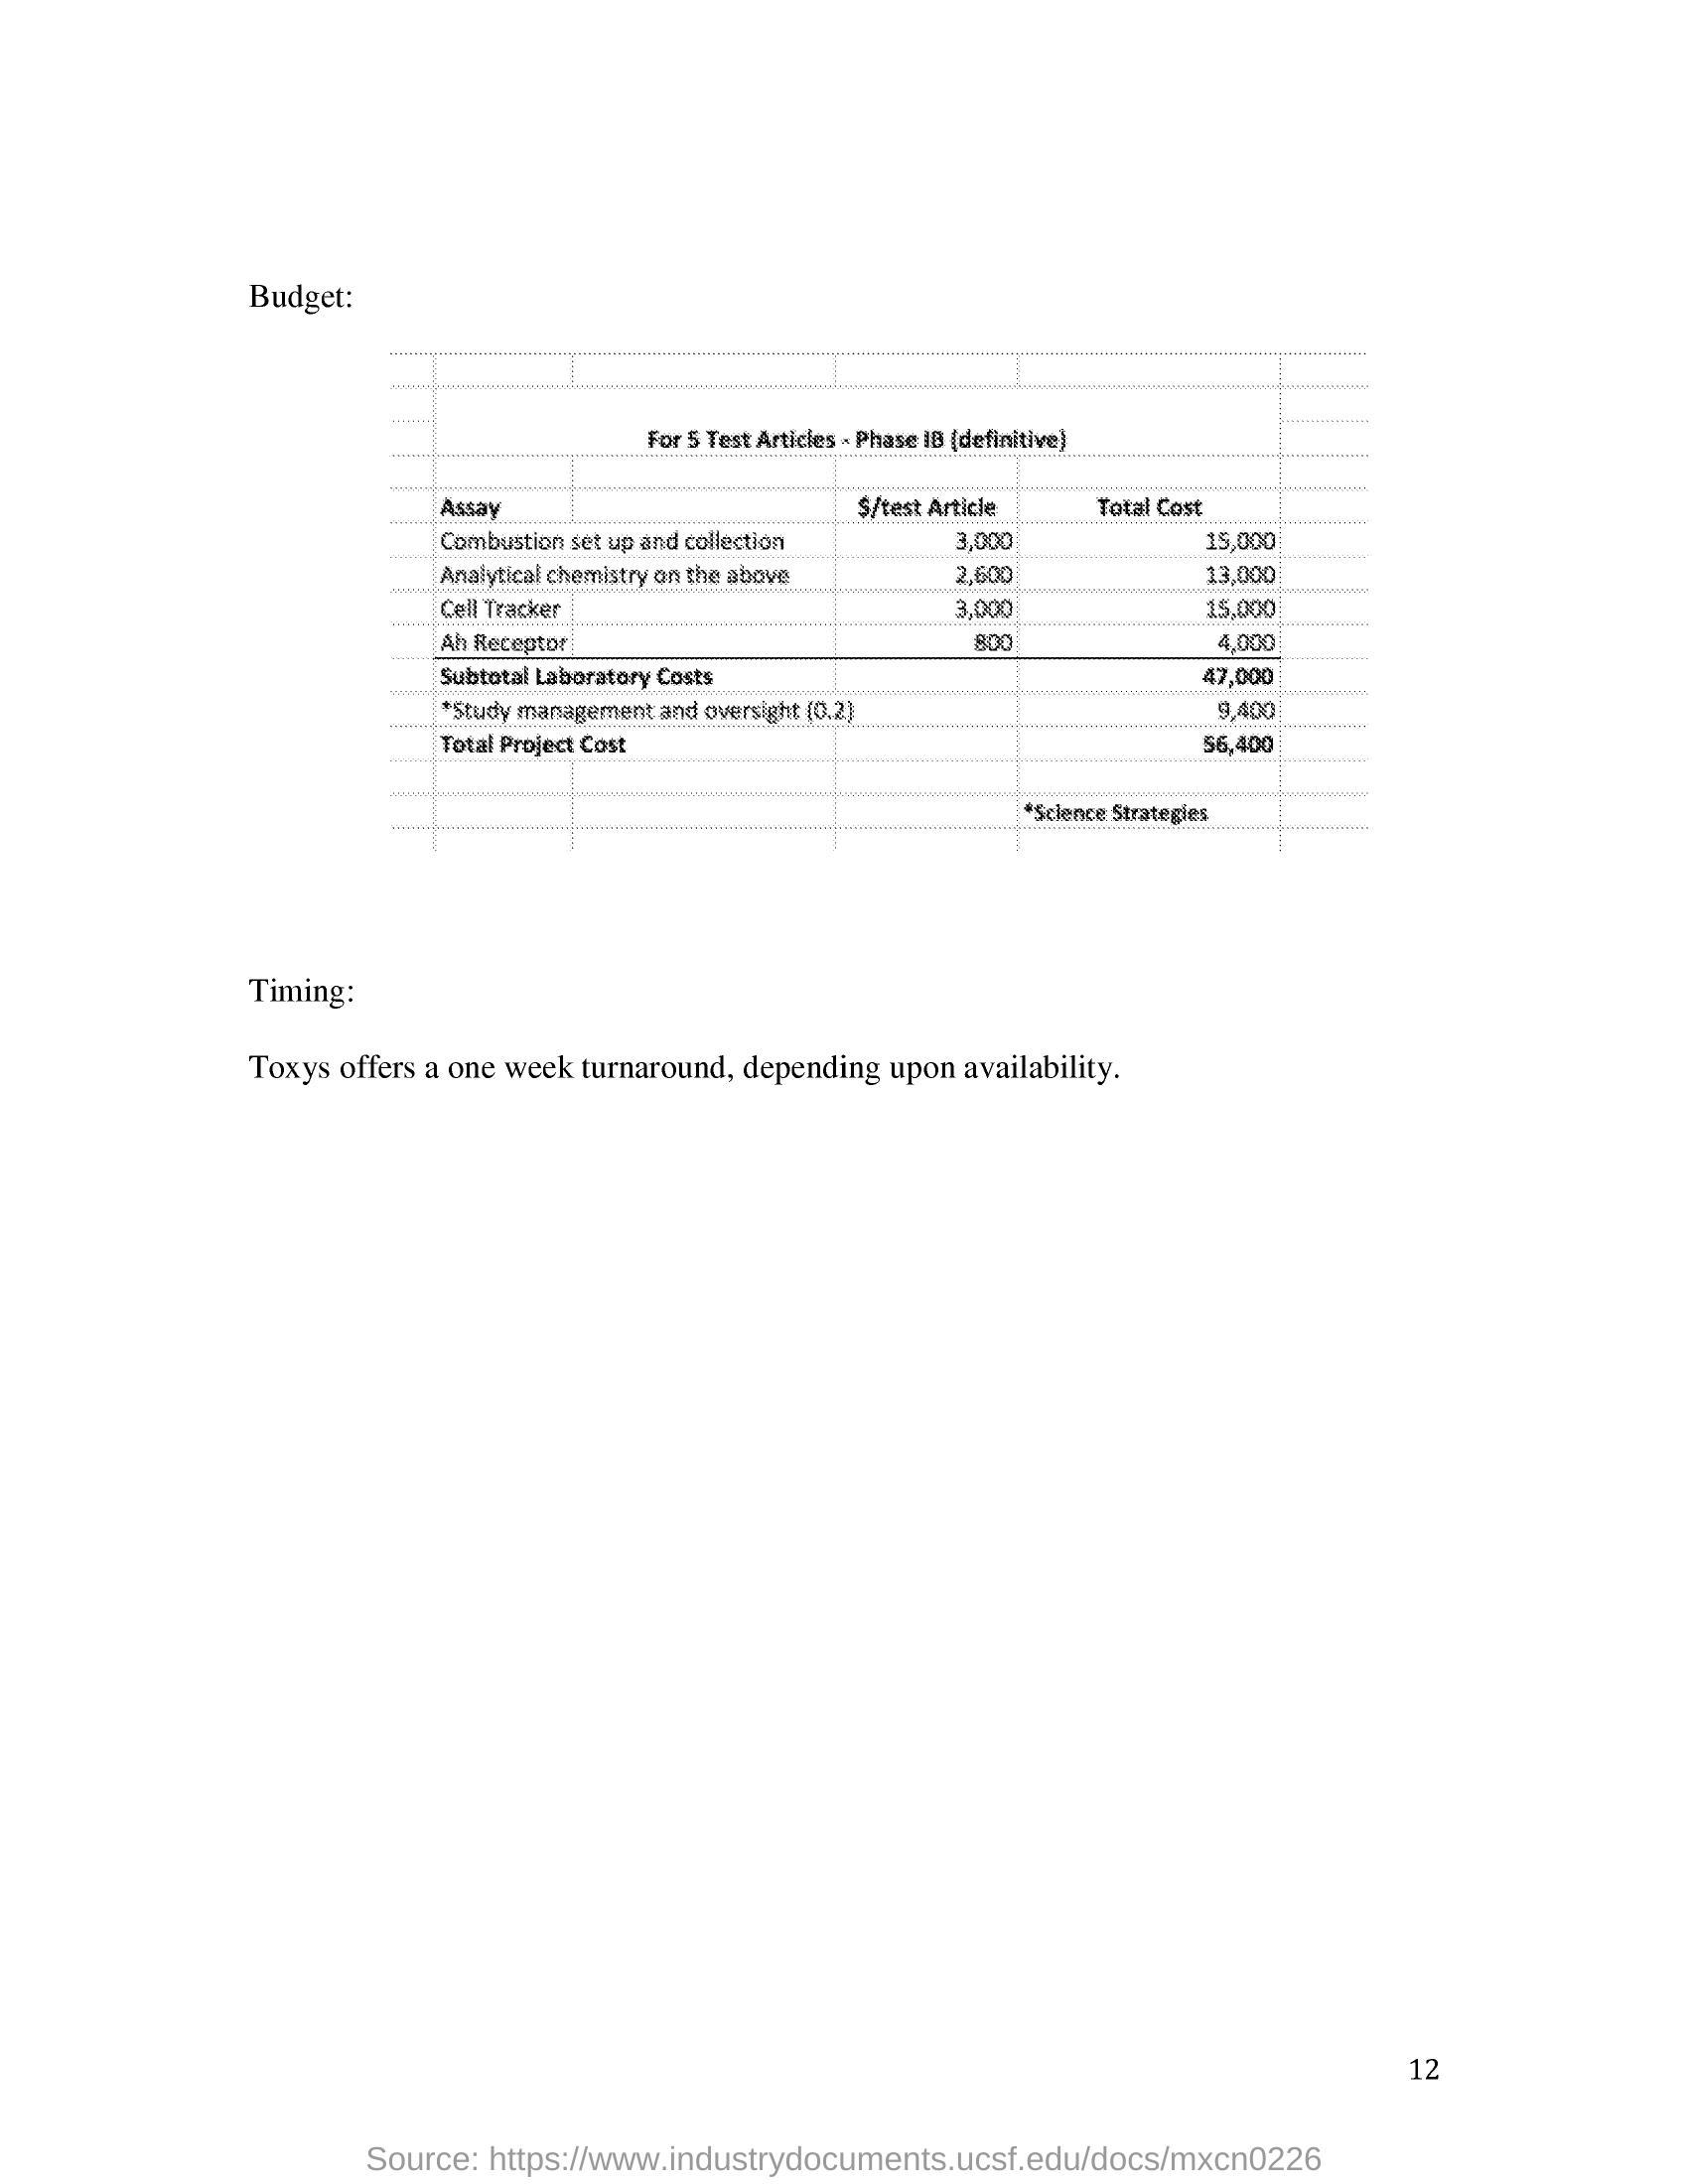 Budget:
For 5 Test Articles - Phase IB (definitive)
Assay $/test Article Total Cost
Combustion set up and collection 3,000 15,000
Analytical chemistry on the above 2,600 13,000
Cell Tracker 3,000 15,000
Ah Receptor 800 4,000
Subtotal Laboratory Costs 47,000
*Study management and oversight (0.2) 9,400
Total Project Cost 56,400
*Science Strategies
Timing:
Toxys offers a one week turnaround, depending upon availability.
12
Source: https://www.industrydocuments.ucsf.edu/docs/mxcn0226